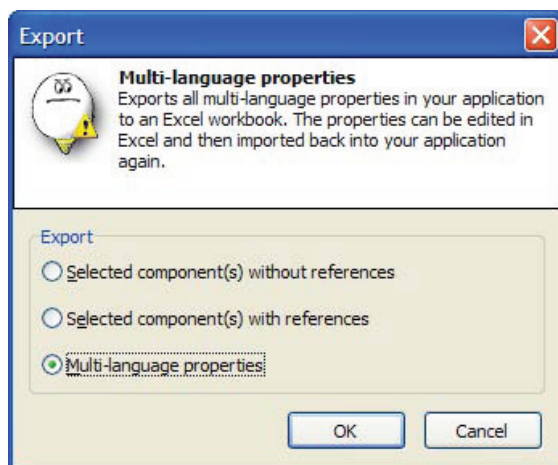 Export
Multi-language properties
Exports all multi-language properties in your application
to an Excel workbook. The properties can be edited in
Excel and then imported back into your application
again.
Export
Selected component(s) without references
Selected component(s) with references
Multi-language properties
OK
Cancel